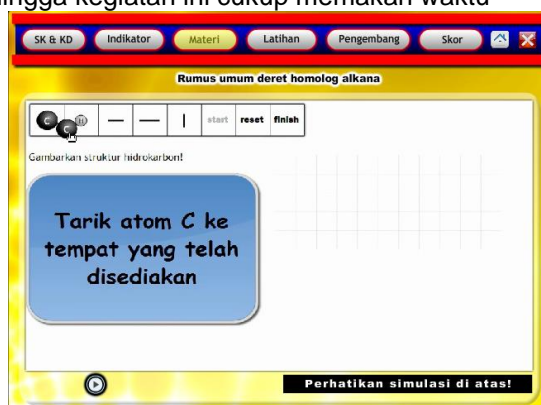 ingga kegiatan ini cukup memakan waktu
SK & KD Indikator Materi Latihan Pengembang Skor
Rumus umum deret homolog alkana
C C H start reset finish
Gambarkan struktur hidrokarbon!
Tarik atom C ke
tempat yang telah
disediakan
Perhatikan simulasi di atas!